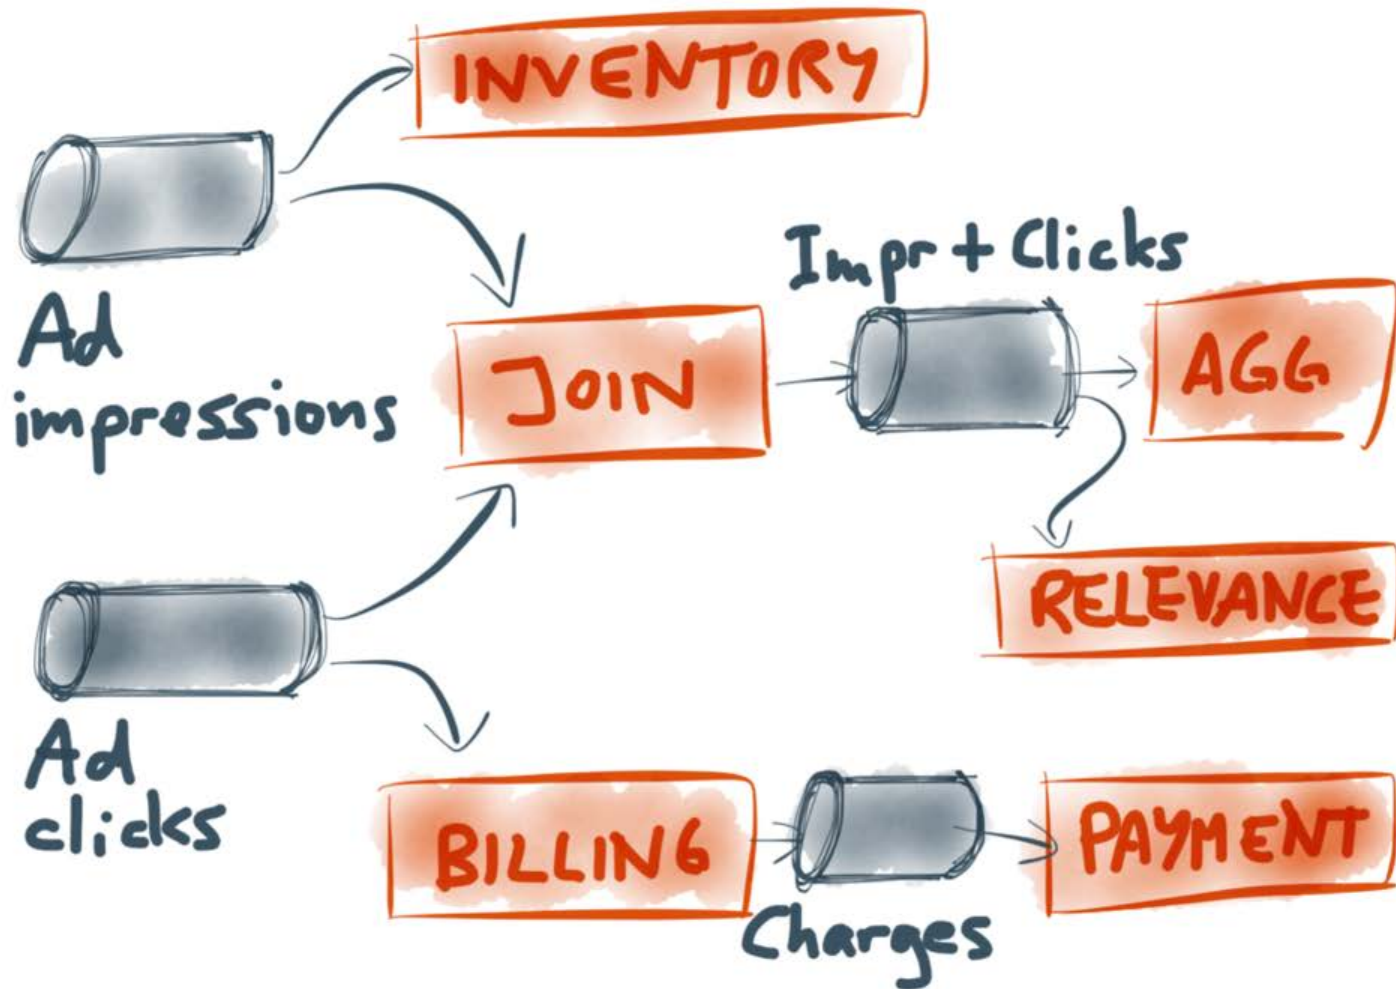 INVENTORY
Ad
impressions
Impr + Clicks
JOIN
AGG
RELEVANCE
Ad
clicks
BILLING
Charges
PAYMENT